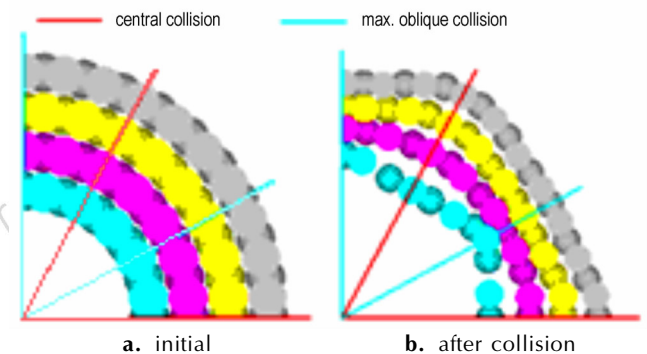 central collision
max. oblique collision
a. initial
b. after collision